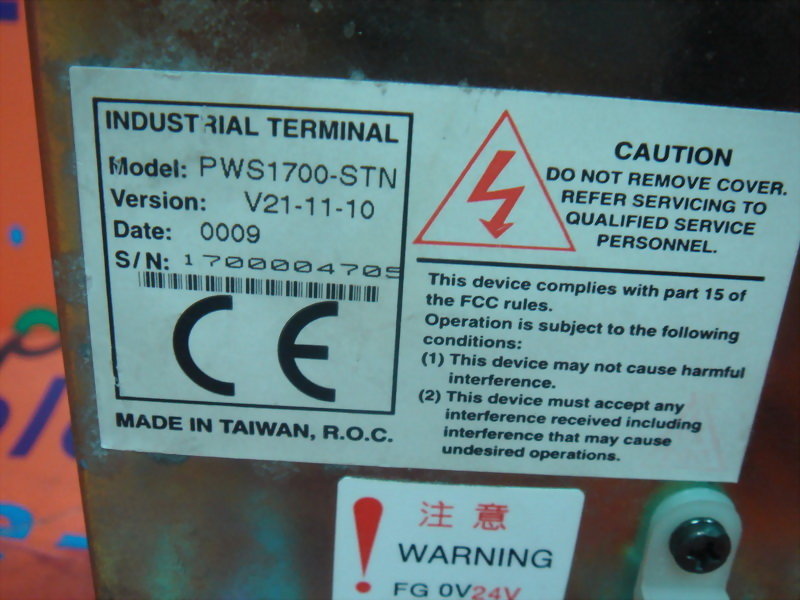 INDUSTRIAL TERMINAL
Model: PWS1700-STN
Version: V21-11-10
Date: 0009
S/N: 1700004705
CE
MADE IN TAIWAN, R.O.C.
CAUTION
DO NOT REMOVE COVER.
REFER SERVICING TO
QUALIFIED SERVICE
PERSONNEL.
This device complies with part 15 of
the FCC rules.
Operation is subject to the following
conditions:
(1) This device may not cause harmful
interference.
(2) This device must accept any
interference received including
interference that may cause
undesired operations.
注意
WARNING
FG 0V 24V